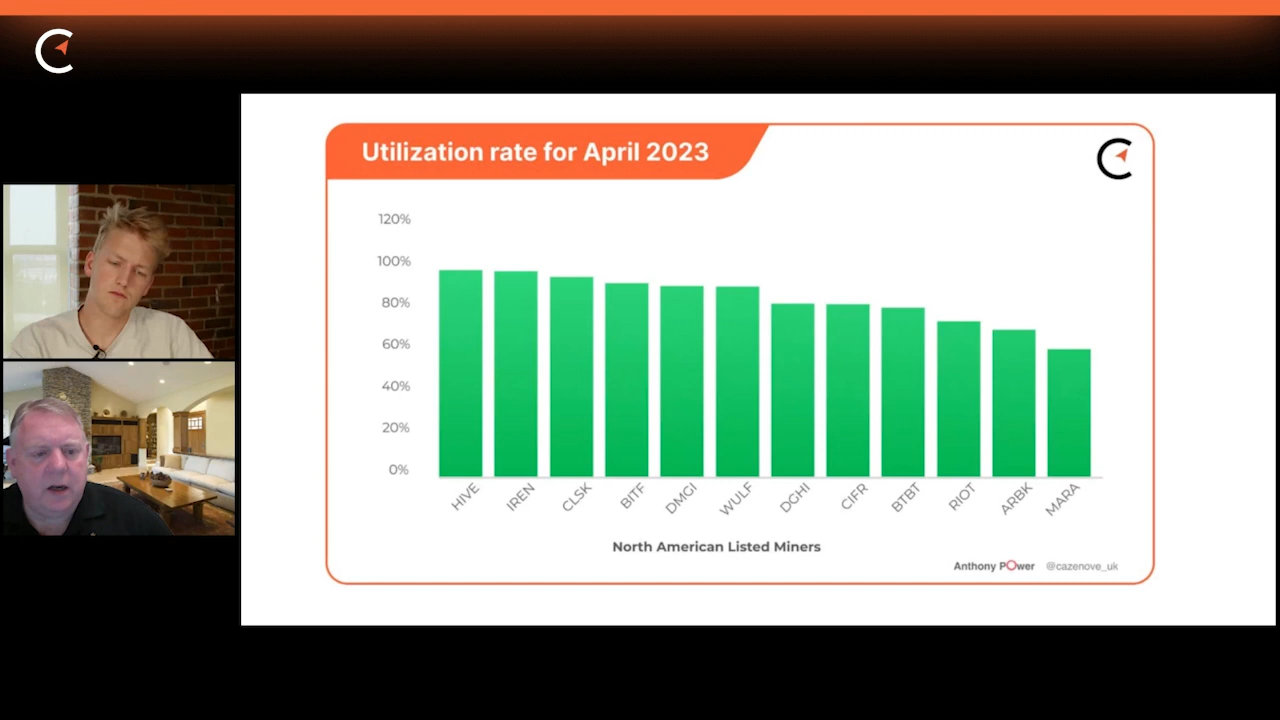 Utilization rate for April 2023
120%
100%
80%
60%
40%
20%
0%
HIVE
IREN
CLSK
BITF
DMGI
WULF
DGHI
CIFR
BTBT
RIOT
ARBK
MARA
North American Listed Miners
Anthony POwer @cazenove_uk